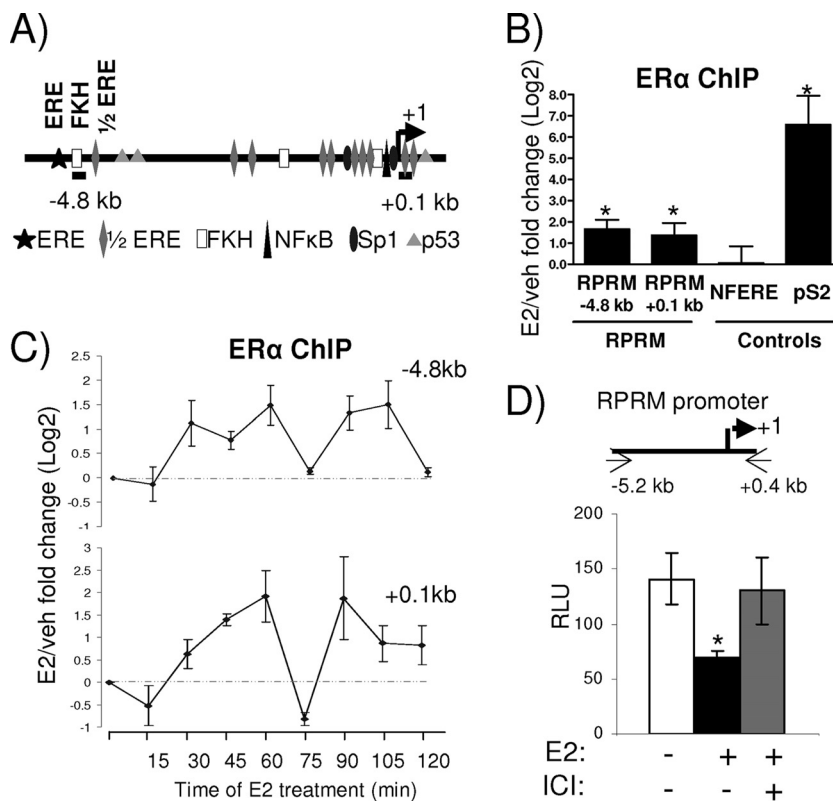 A)
ERE
FKH
½ ERE
+1
-4.8 kb
+0.1 kb
ERE ½ ERE FKH NFκB Sp1 p53
B)
ERα ChIP
E2/veh fold change (Log2)
8.0
7.0
6.0
5.0
4.0
3.0
2.0
1.0
0.0
*
*
*
RPRM -4.8 kb
RPRM +0.1 kb
NFERE
pS2
RPRM
Controls
C)
ERα ChIP
E2/veh fold change (Log2)
-4.8kb
2.5
2
1.5
1
0.5
0
-0.5
-1
+0.1kb
3
2.5
2
1.5
1
0.5
0
-0.5
-1
15 30 45 60 75 90 105 120
Time of E2 treatment (min)
D)
RPRM promoter
+1
-5.2 kb
+0.4 kb
RLU
200
150
100
50
0
*
E2: - + +
ICI: - - +